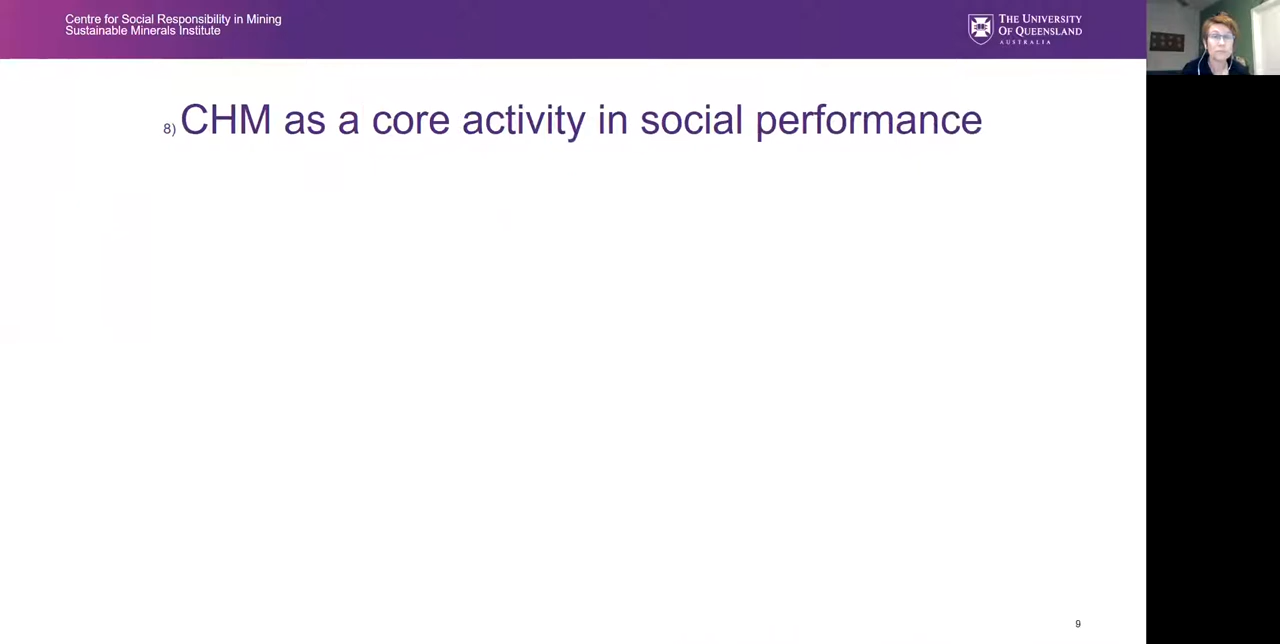 Centre for Social Responsibility in Mining
Sustainable Minerals Institute
THE UNIVERSITY
OF QUEENSLAND
AUSTRALIA
8) CHM as a core activity in social performance
9